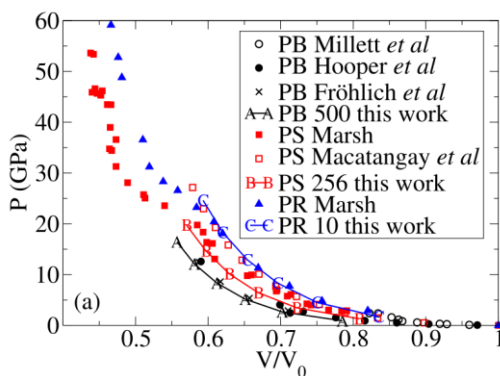 60
50
40
30
20
10
0
P (GPa)
PB Millett et al
PB Hooper et al
PB Fröhlich et al
A A PB 500 this work
PS Marsh
PS Macatangay et al
B B PS 256 this work
PR Marsh
C C PR 10 this work
A A A A A
B B B B B
C C C C C
(a)
0.5 0.6 0.7 0.8 0.9 1
V/V0